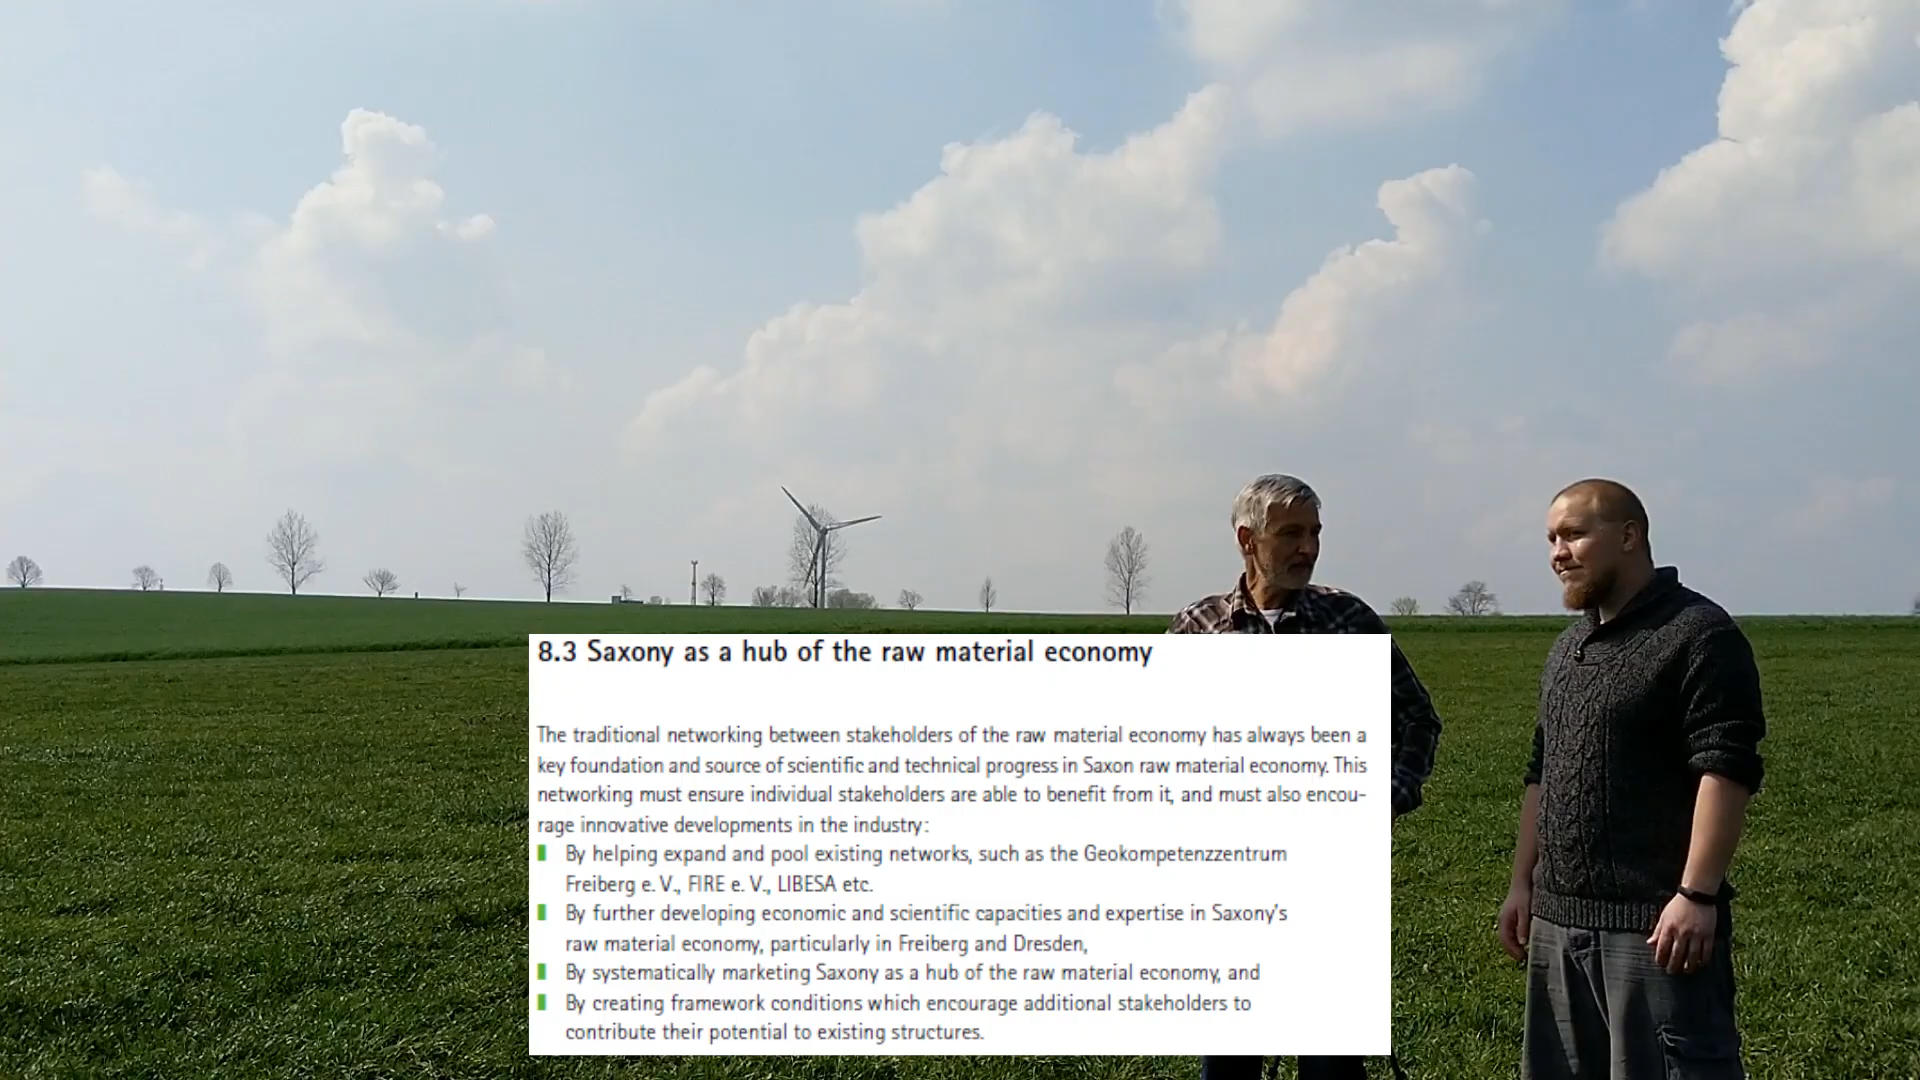 8.3 Saxony as a hub of the raw material economy
The traditional networking between stakeholders of the raw material economy has always been a
key foundation and source of scientific and technical progress in Saxon raw material economy. This
networking must ensure individual stakeholders are able to benefit from it, and must also encou-
rage innovative developments in the industry:
By helping expand and pool existing networks, such as the Geokompetenzzentrum
Freiberg e. V., FIRE e. V., LIBESA etc.
By further developing economic and scientific capacities and expertise in Saxony's
raw material economy, particularly in Freiberg and Dresden,
By systematically marketing Saxony as a hub of the raw material economy, and
By creating framework conditions which encourage additional stakeholders to
contribute their potential to existing structures.